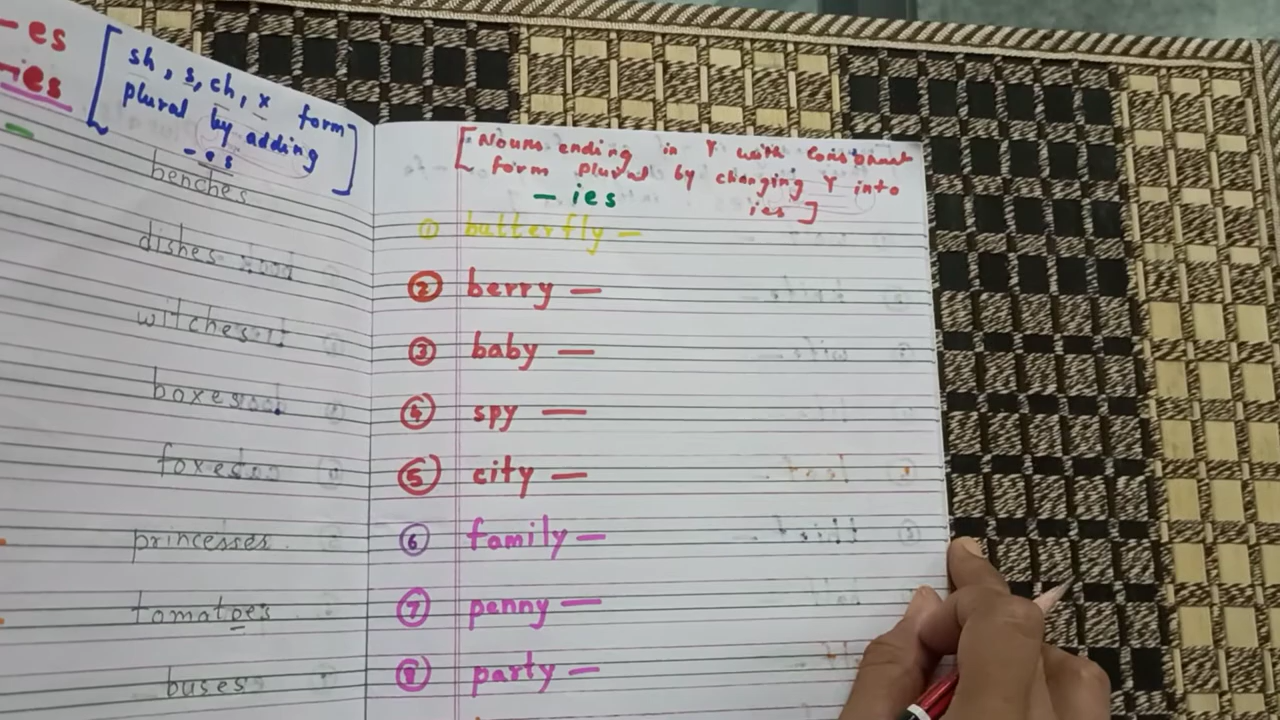 -es
ies
[ sh, s, ch, x form
plural by adding
-es ]
benches
dishes
witches
boxes
foxes
princesses
tomatoes
buses
[ Nouns ending in Y with Consonant
form plural by changing Y into
- ies ies ]
① butterfly —
② berry —
③ baby —
④ spy —
⑤ city —
⑥ family —
⑦ penny —
⑧ party —